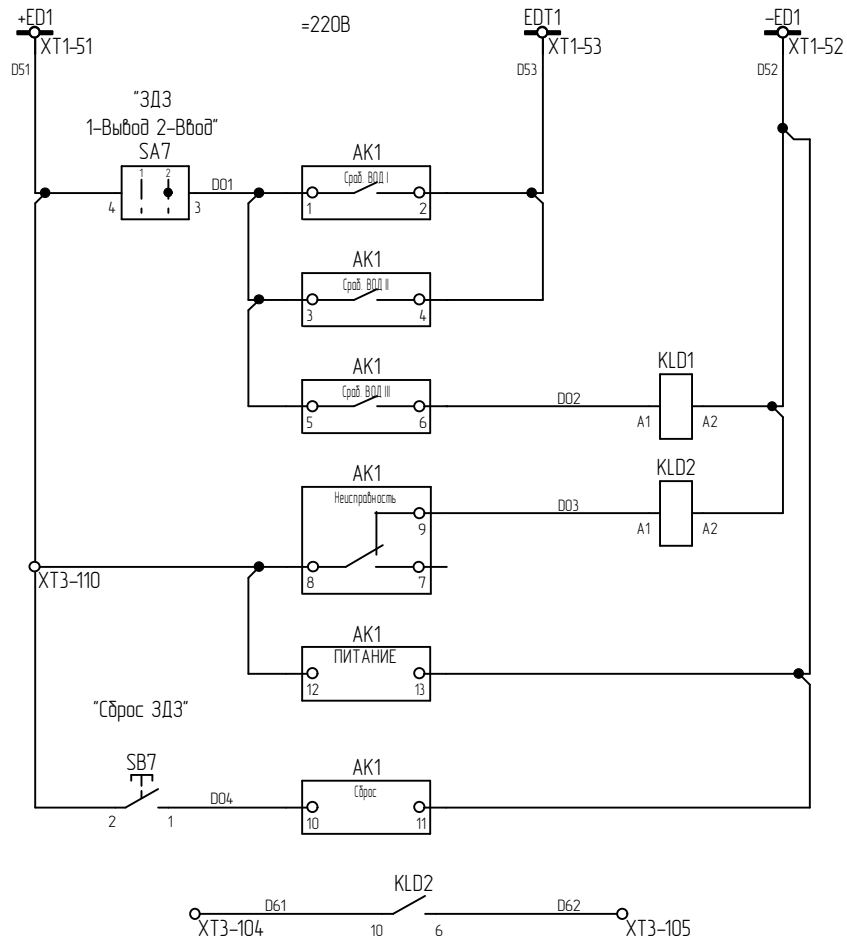 +ED1
=220В
EDT1
-ED1
XT1-51
XT1-53
XT1-52
D51
D53
D52
"ЗДЗ
1-Вывод 2-Ввод"
SA7
1 2
4
3
D01
AK1
Сраб. ВОД I
1
2
AK1
Сраб. ВОД II
3
4
AK1
Сраб. ВОД III
5
6
D02
KLD1
A1
A2
AK1
Неисправность
9
8
7
D03
KLD2
A1
A2
XT3-110
AK1
ПИТАНИЕ
12
13
"Сброс ЗДЗ"
SB7
2
1
D04
AK1
Сброс
10
11
KLD2
D61
D62
XT3-104
10
6
XT3-105